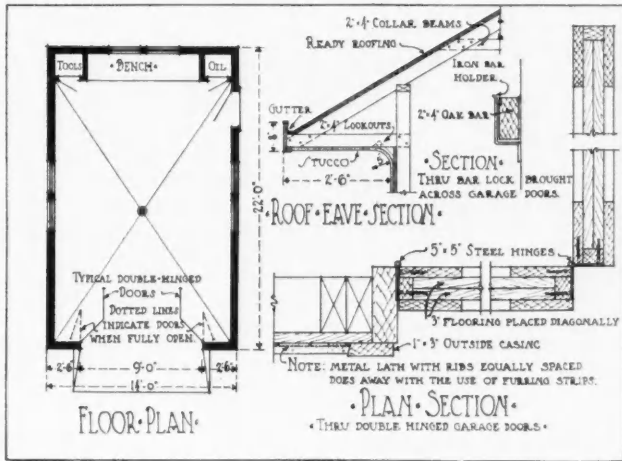 TOOLS
BENCH
OIL
22'-0"
TYPICAL DOUBLE-HINGED
DOORS
DOTTED LINES
INDICATE DOORS
WHEN FULLY OPEN.
2'-6"
9'-0"
2'-6"
14'-0"
FLOOR·PLAN·
2"×4" COLLAR BEAMS
READY ROOFING
GUTTER
8"
2"×4" LOOKOUTS
STUCCO
2'-6"
·ROOF·EAVE·SECTION·
IRON BAR
HOLDER
2"×4" OAK BAR
·SECTION·
THRU BAR LOCK BROUGHT
ACROSS GARAGE DOORS.
5"×5" STEEL HINGES
3" FLOORING PLACED DIAGONALLY
1"×3" OUTSIDE CASING
NOTE: METAL LATH WITH RIBS EQUALLY SPACED
DOES AWAY WITH THE USE OF FURRING STRIPS.
·PLAN·SECTION·
·THRU DOUBLE HINGED GARAGE DOORS·